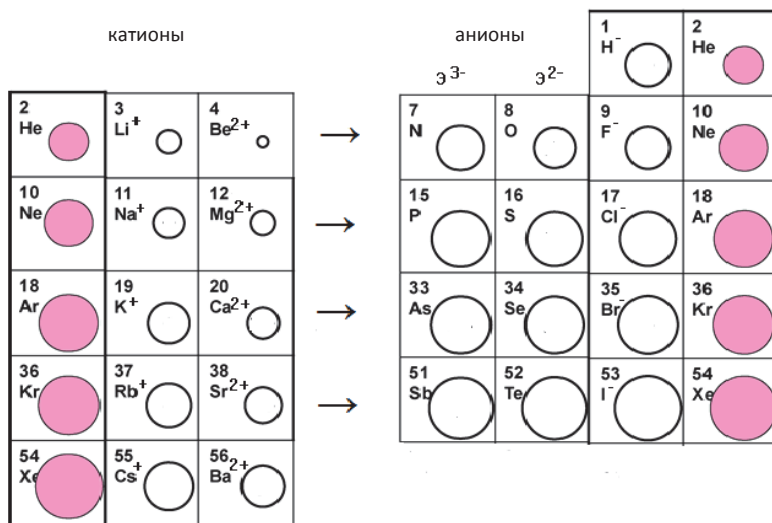 катионы
анионы
1
H⁻
2
He
э³⁻
э²⁻
2
He
3
Li⁺
4
Be²⁺
→
7
N
8
O
9
F⁻
10
Ne
10
Ne
11
Na⁺
12
Mg²⁺
→
15
P
16
S
17
Cl⁻
18
Ar
18
Ar
19
K⁺
20
Ca²⁺
→
33
As
34
Se
35
Br⁻
36
Kr
36
Kr
37
Rb⁺
38
Sr²⁺
→
51
Sb
52
Te
53
I⁻
54
Xe
54
Xe
55
Cs⁺
56
Ba²⁺